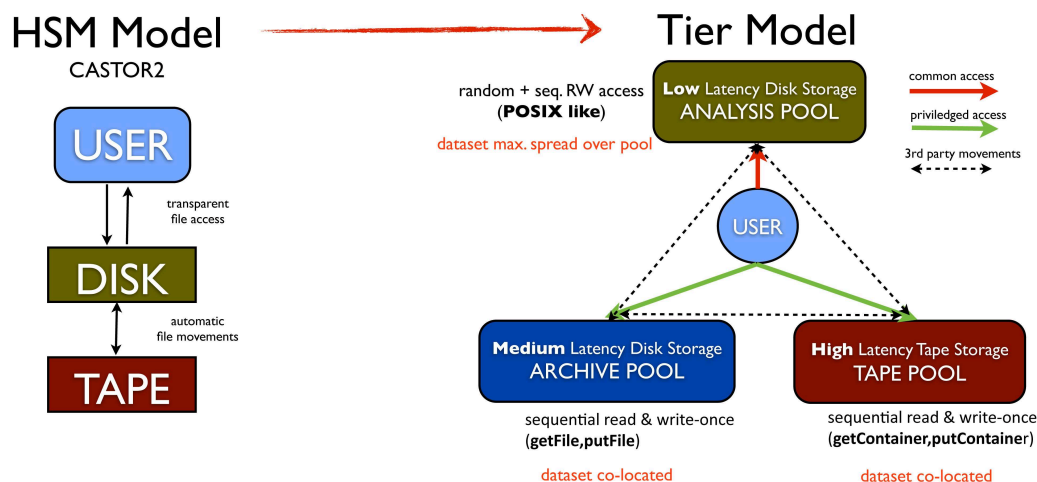 HSM Model
CASTOR2
USER
transparent
file access
DISK
automatic
file movements
TAPE
Tier Model
random + seq. RW access
(POSIX like)
dataset max. spread over pool
Low Latency Disk Storage
ANALYSIS POOL
common access
priviledged access
3rd party movements
USER
Medium Latency Disk Storage
ARCHIVE POOL
sequential read & write-once
(getFile,putFile)
dataset co-located
High Latency Tape Storage
TAPE POOL
sequential read & write-once
(getContainer,putContainer)
dataset co-located